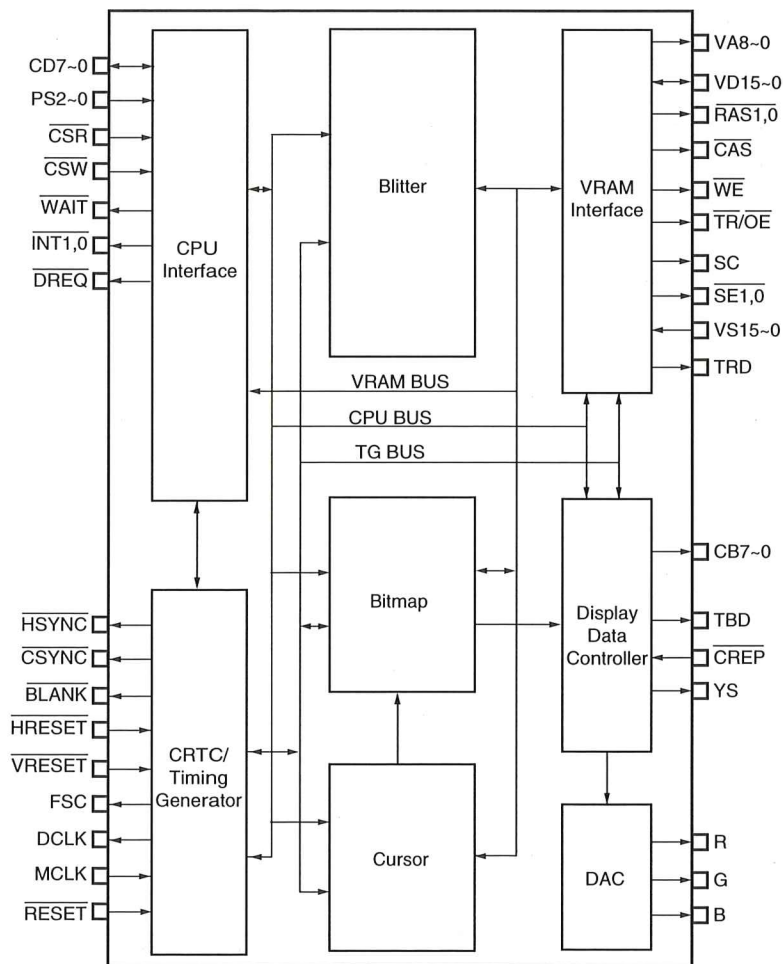 CD7~0
PS2~0
CSR
CSW
WAIT
INT1,0
DREQ
CPU
Interface
Blitter
VRAM
Interface
VA8~0
VD15~0
RAS1,0
CAS
WE
TR/OE
SC
SE1,0
VS15~0
TRD
VRAM BUS
CPU BUS
TG BUS
HSYNC
CSYNC
BLANK
HRESET
VRESET
FSC
DCLK
MCLK
RESET
CRTC/
Timing
Generator
Bitmap
Cursor
Display
Data
Controller
CB7~0
TBD
CREP
YS
DAC
R
G
B